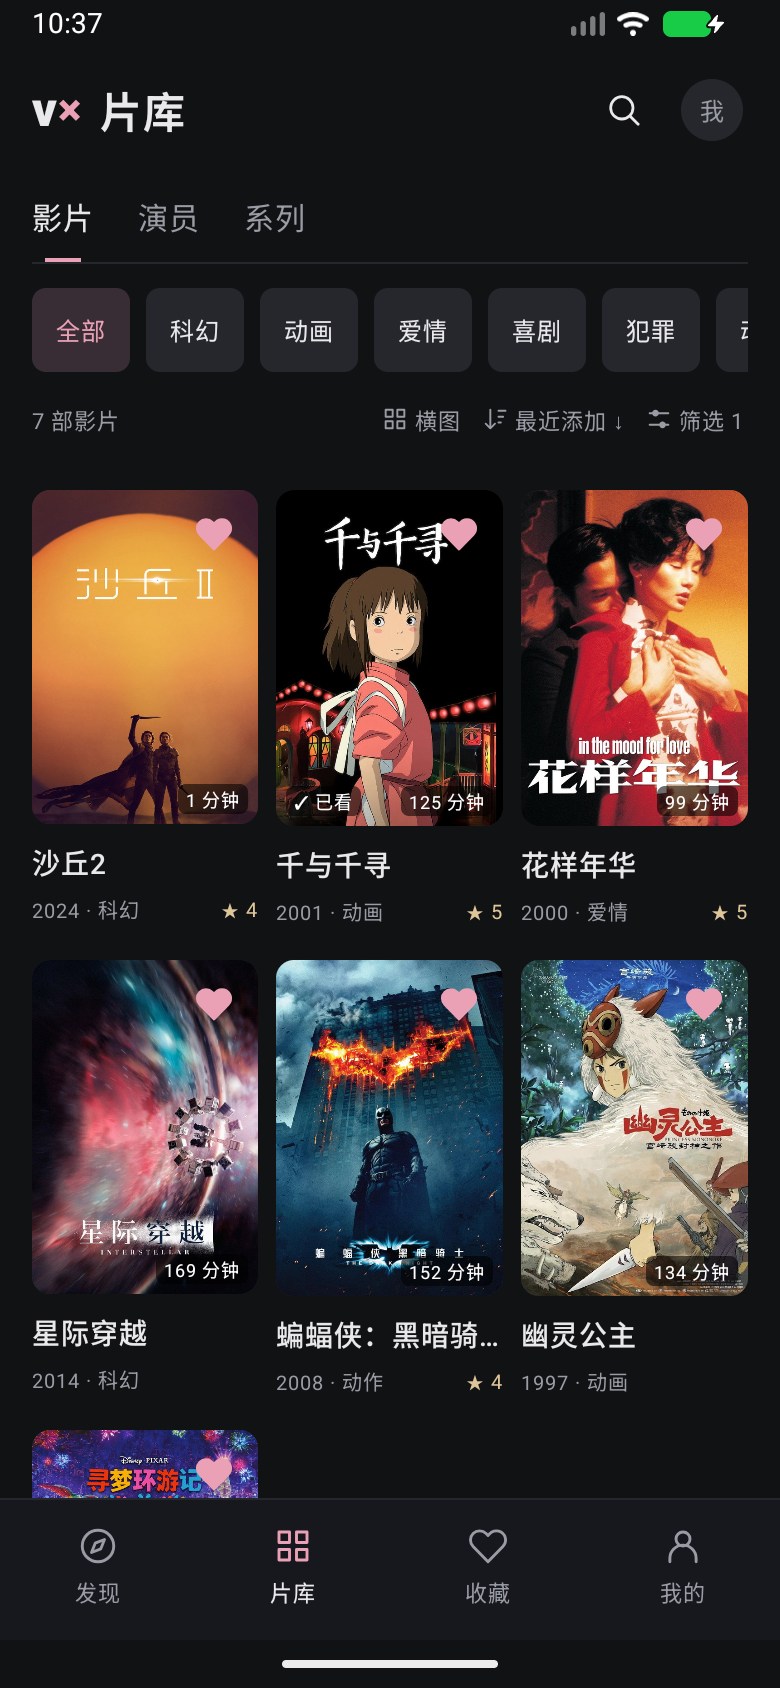 10:37
vx 片库
我
影片 演员 系列
全部 科幻 动画 爱情 喜剧 犯罪
7 部影片 横图 最近添加 ↓ 筛选 1
沙丘 II
1 分钟
千与千寻
✓ 已看 125 分钟
in the mood for love
花样年华
99 分钟
沙丘2 千与千寻 花样年华
2024 · 科幻 ★ 4 2001 · 动画 ★ 5 2000 · 爱情 ★ 5
星际穿越
INTERSTELLAR
169 分钟
蝙蝠侠 黑暗骑士
152 分钟
幽灵公主
PRINCESS MONONOKE
134 分钟
星际穿越 蝙蝠侠：黑暗骑... 幽灵公主
2014 · 科幻 2008 · 动作 ★ 4 1997 · 动画
Disney · PIXAR
寻梦环游记
发现 片库 收藏 我的